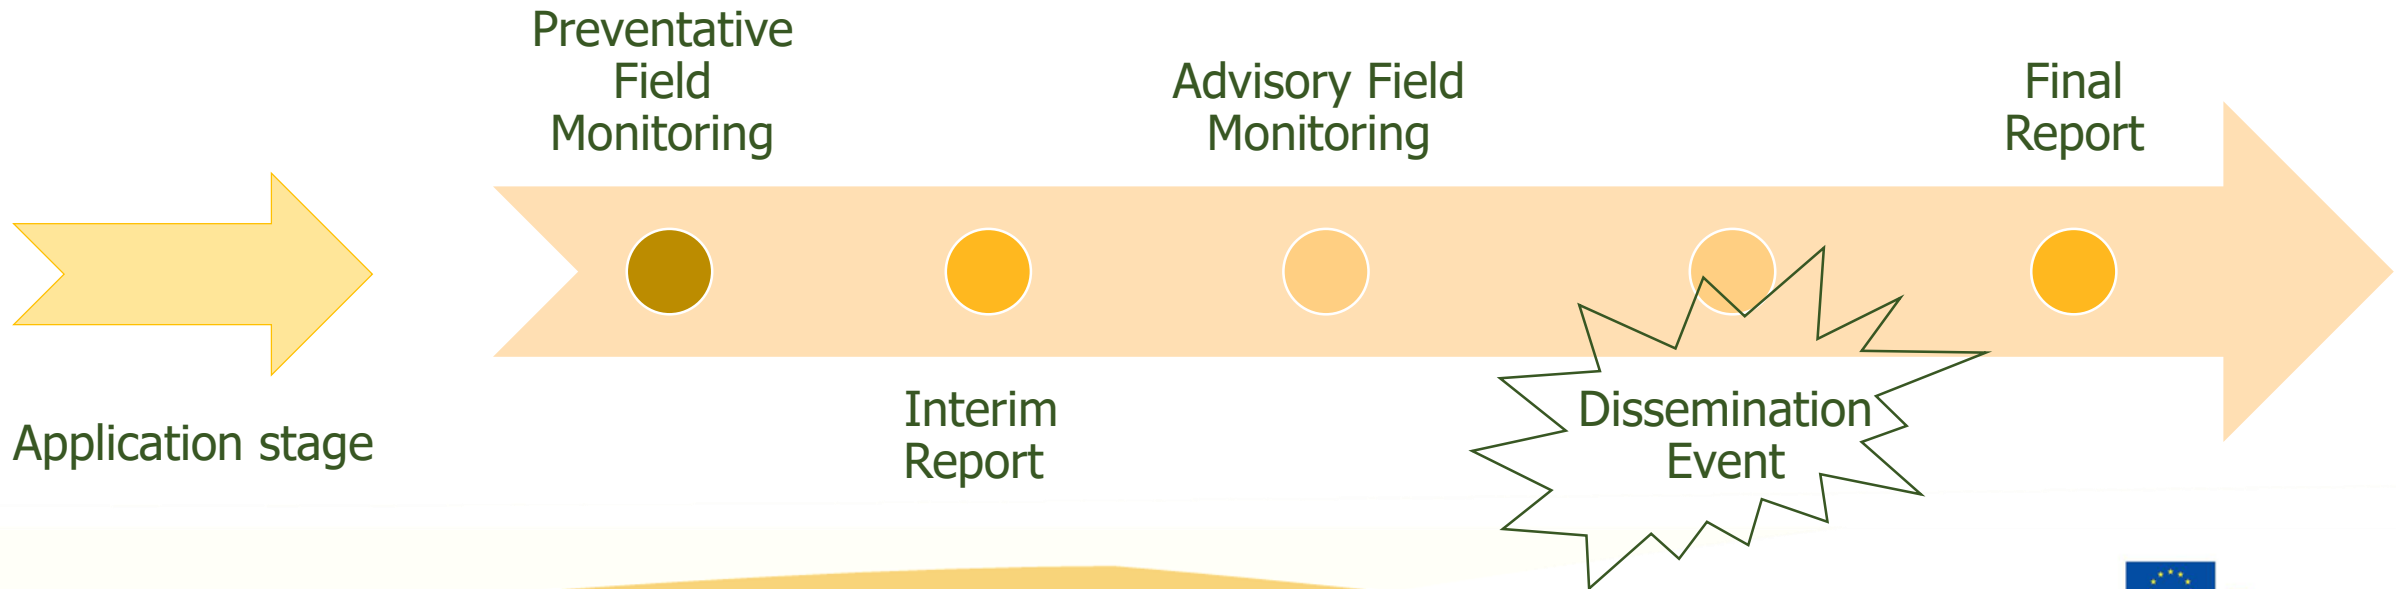 Preventative
Field
Monitoring
Advisory Field
Monitoring
Final
Report
Application stage
Interim
Report
Dissemination
Event